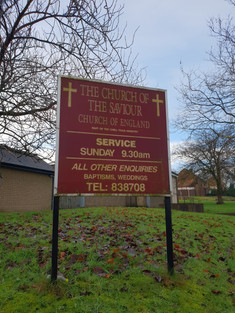 THE CHURCH OF
THE SAVIOUR
CHURCH OF ENGLAND
SERVICE
SUNDAY 9.30am
ALL OTHER ENQUIRIES
BAPTISMS, WEDDINGS
TEL: 838708